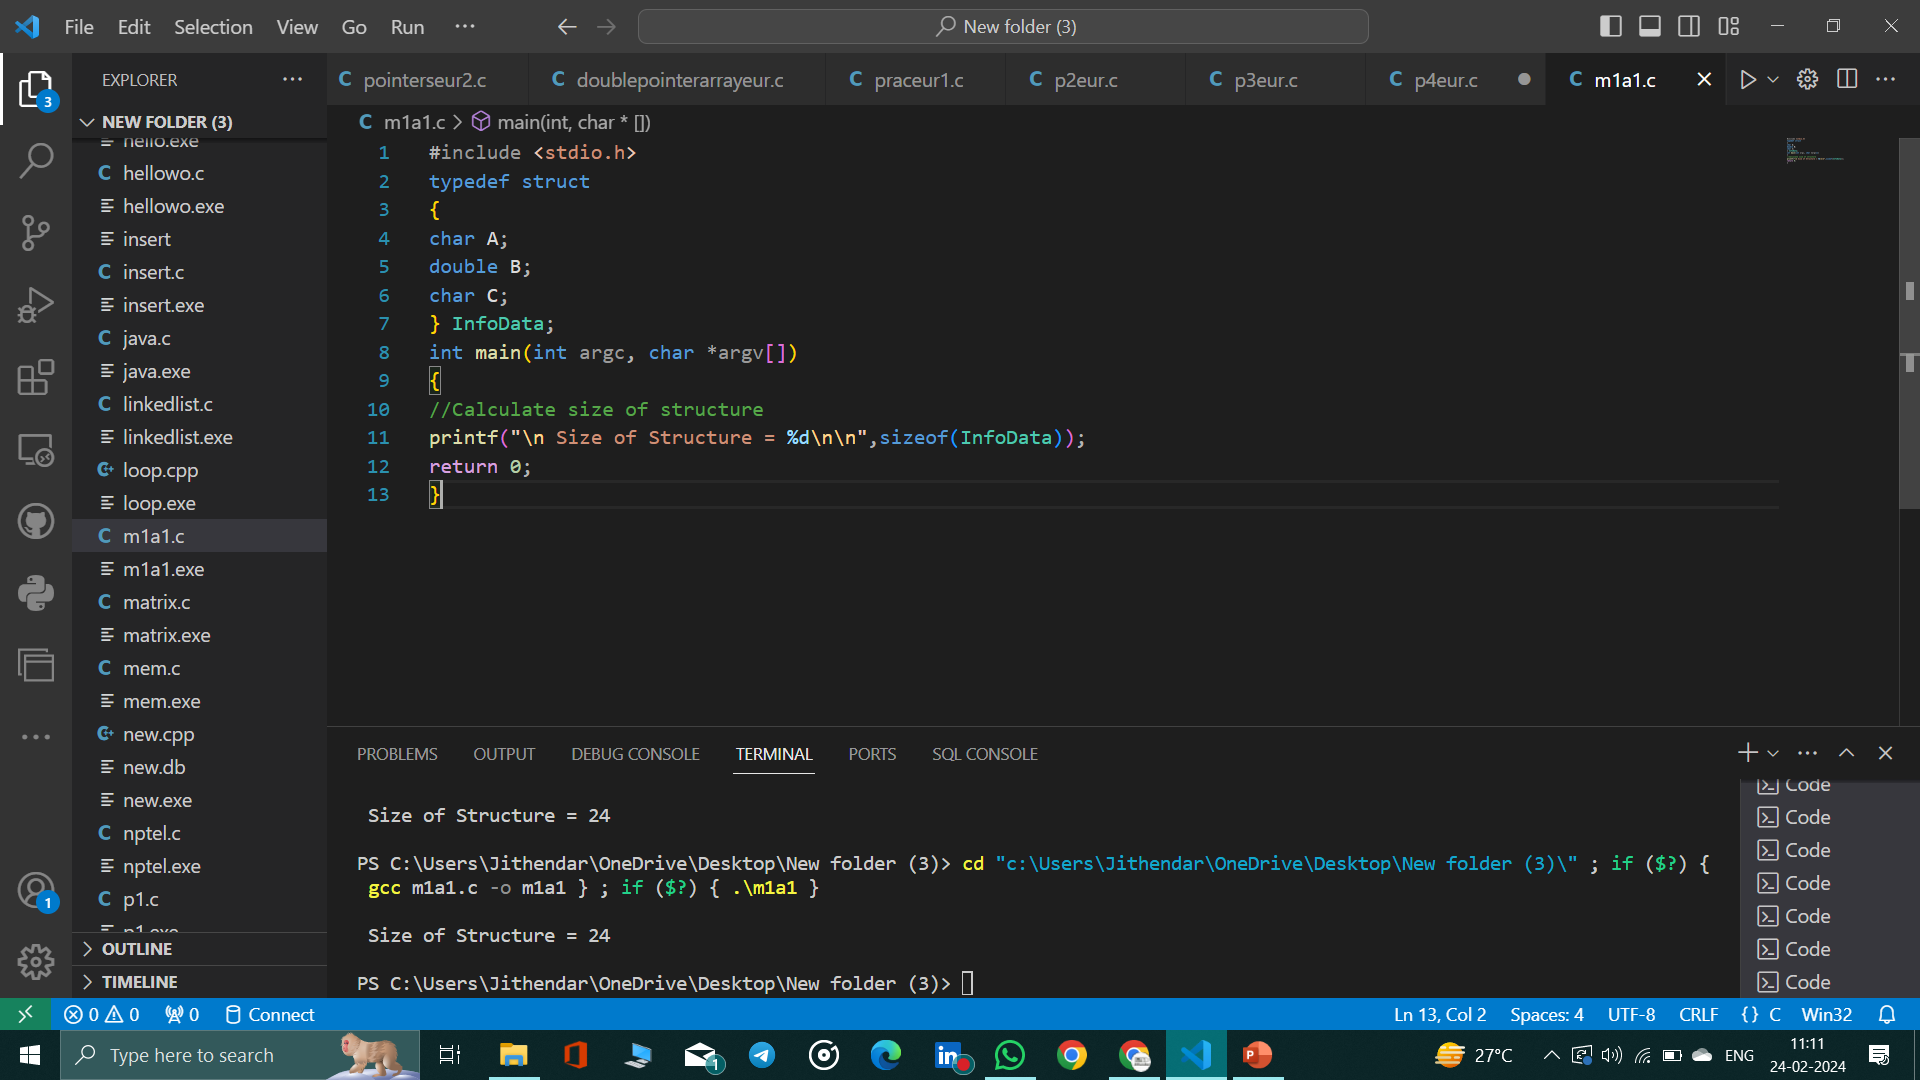 File Edit Selection View Go Run ··· New folder (3)
EXPLORER ···
pointerseur2.c doublepointerarrayeur.c praceur1.c p2eur.c p3eur.c p4eur.c m1a1.c
NEW FOLDER (3)
hello.exe
hellowo.c
hellowo.exe
insert
insert.c
insert.exe
java.c
java.exe
linkedlist.c
linkedlist.exe
loop.cpp
loop.exe
m1a1.c
m1a1.exe
matrix.c
matrix.exe
mem.c
mem.exe
new.cpp
new.db
new.exe
nptel.c
nptel.exe
p1.c
p1.exe
OUTLINE
TIMELINE
3
1
C m1a1.c > main(int, char * [])
1 #include <stdio.h>
2 typedef struct
3 {
4 char A;
5 double B;
6 char C;
7 } InfoData;
8 int main(int argc, char *argv[])
9 {
10 //Calculate size of structure
11 printf("\n Size of Structure = %d\n\n",sizeof(InfoData));
12 return 0;
13 }
PROBLEMS OUTPUT DEBUG CONSOLE TERMINAL PORTS SQL CONSOLE
Size of Structure = 24
PS C:\Users\Jithendar\OneDrive\Desktop\New folder (3)> cd "c:\Users\Jithendar\OneDrive\Desktop\New folder (3)\" ; if ($?) {
gcc m1a1.c -o m1a1 } ; if ($?) { .\m1a1 }
Size of Structure = 24
PS C:\Users\Jithendar\OneDrive\Desktop\New folder (3)>
Code
Code
Code
Code
Code
Code
Code
0 0 0 Connect Ln 13, Col 2 Spaces: 4 UTF-8 CRLF {} C Win32
Type here to search 1 27°C ENG 11:11
24-02-2024